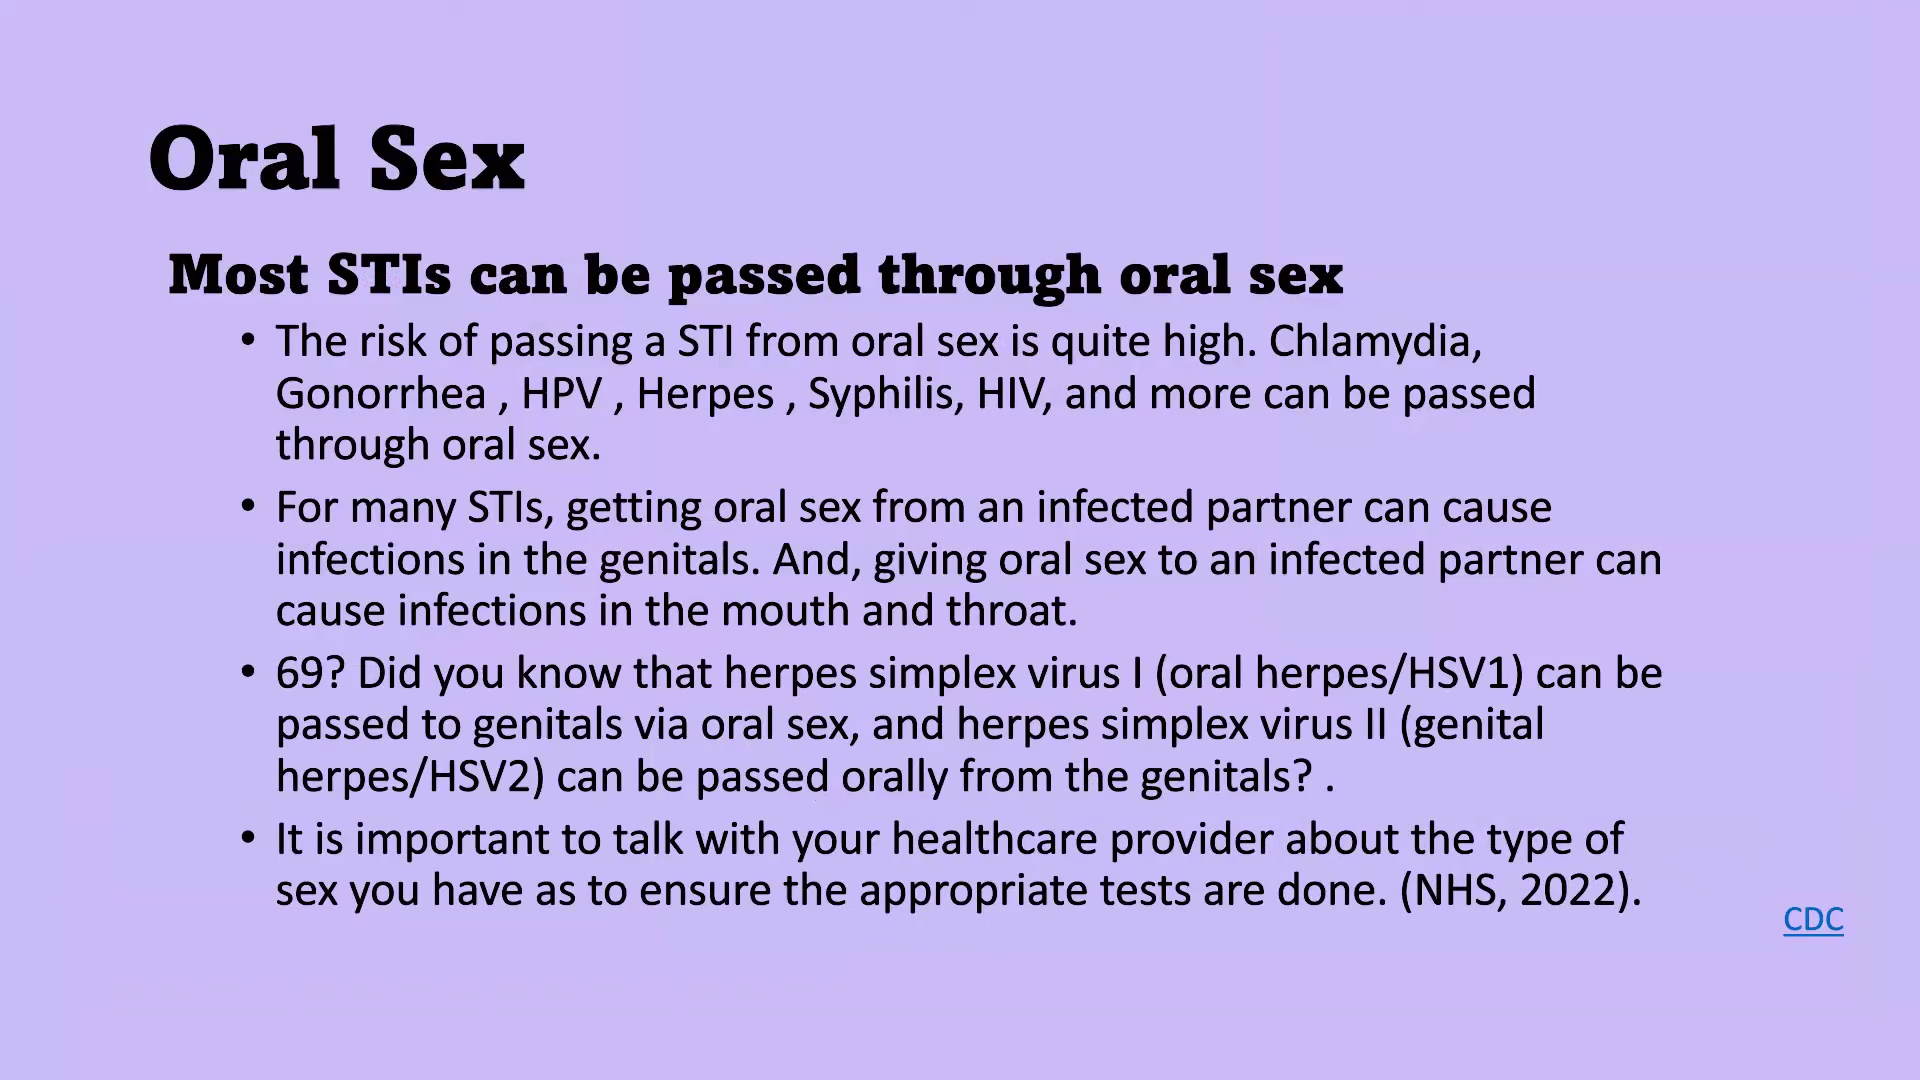 Oral Sex
Most STIs can be passed through oral sex
• The risk of passing a STI from oral sex is quite high. Chlamydia,
Gonorrhea , HPV , Herpes , Syphilis, HIV, and more can be passed
through oral sex.
• For many STIs, getting oral sex from an infected partner can cause
infections in the genitals. And, giving oral sex to an infected partner can
cause infections in the mouth and throat.
• 69? Did you know that herpes simplex virus I (oral herpes/HSV1) can be
passed to genitals via oral sex, and herpes simplex virus II (genital
herpes/HSV2) can be passed orally from the genitals? .
• It is important to talk with your healthcare provider about the type of
sex you have as to ensure the appropriate tests are done. (NHS, 2022).
CDC